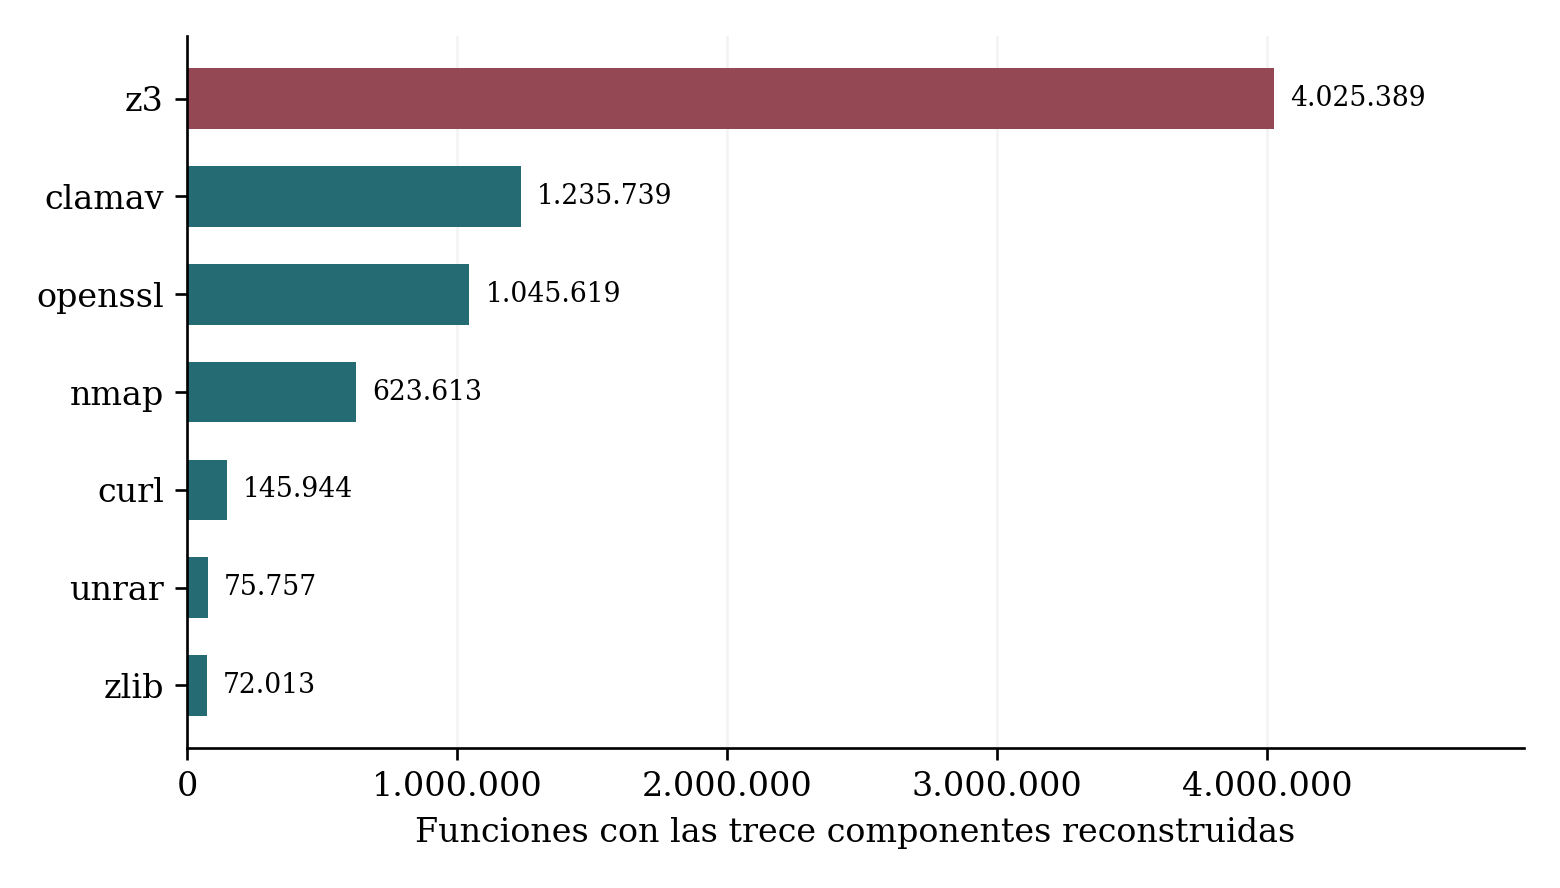 z3 4.025.389
clamav 1.235.739
openssl 1.045.619
nmap 623.613
curl 145.944
unrar 75.757
zlib 72.013
0 1.000.000 2.000.000 3.000.000 4.000.000
Funciones con las trece componentes reconstruidas